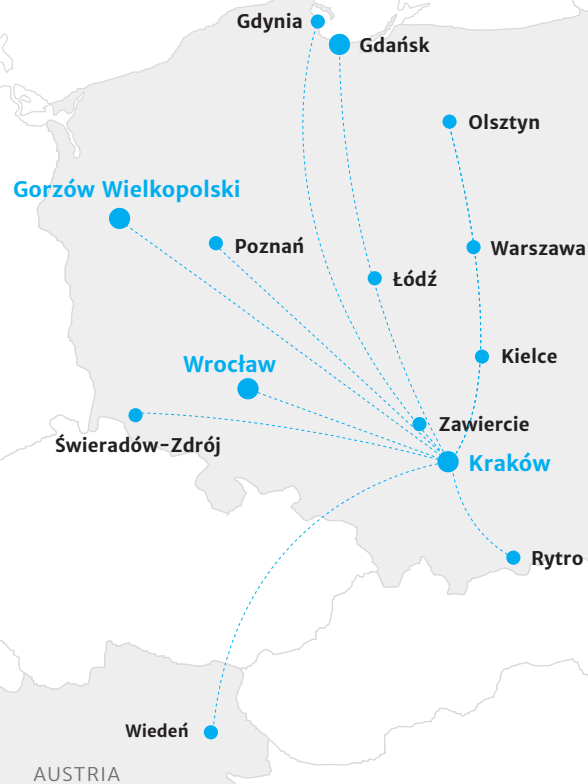 Gdynia
Gdańsk
Olsztyn
Gorzów Wielkopolski
Poznań
Warszawa
Łódź
Kielce
Wrocław
Zawiercie
Świeradów-Zdrój
Kraków
Rytro
Wiedeń
AUSTRIA